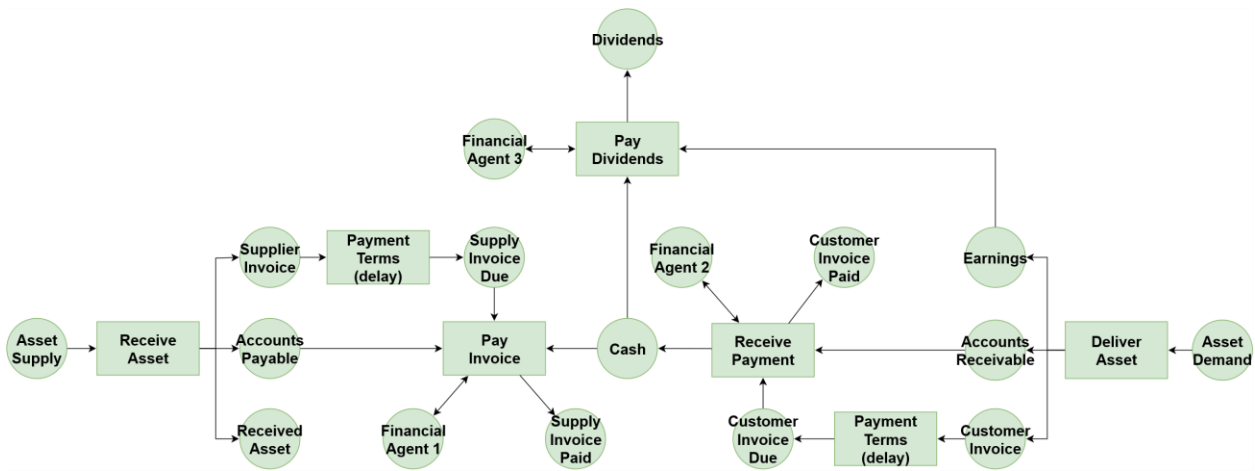 Dividends
Financial
Agent 3
Pay
Dividends
Supplier
Invoice
Payment
Terms
(delay)
Supply
Invoice
Due
Financial
Agent 2
Customer
Invoice
Paid
Earnings
Asset
Supply
Receive
Asset
Accounts
Payable
Pay
Invoice
Cash
Receive
Payment
Accounts
Receivable
Deliver
Asset
Asset
Demand
Received
Asset
Financial
Agent 1
Supply
Invoice
Paid
Customer
Invoice
Due
Payment
Terms
(delay)
Customer
Invoice